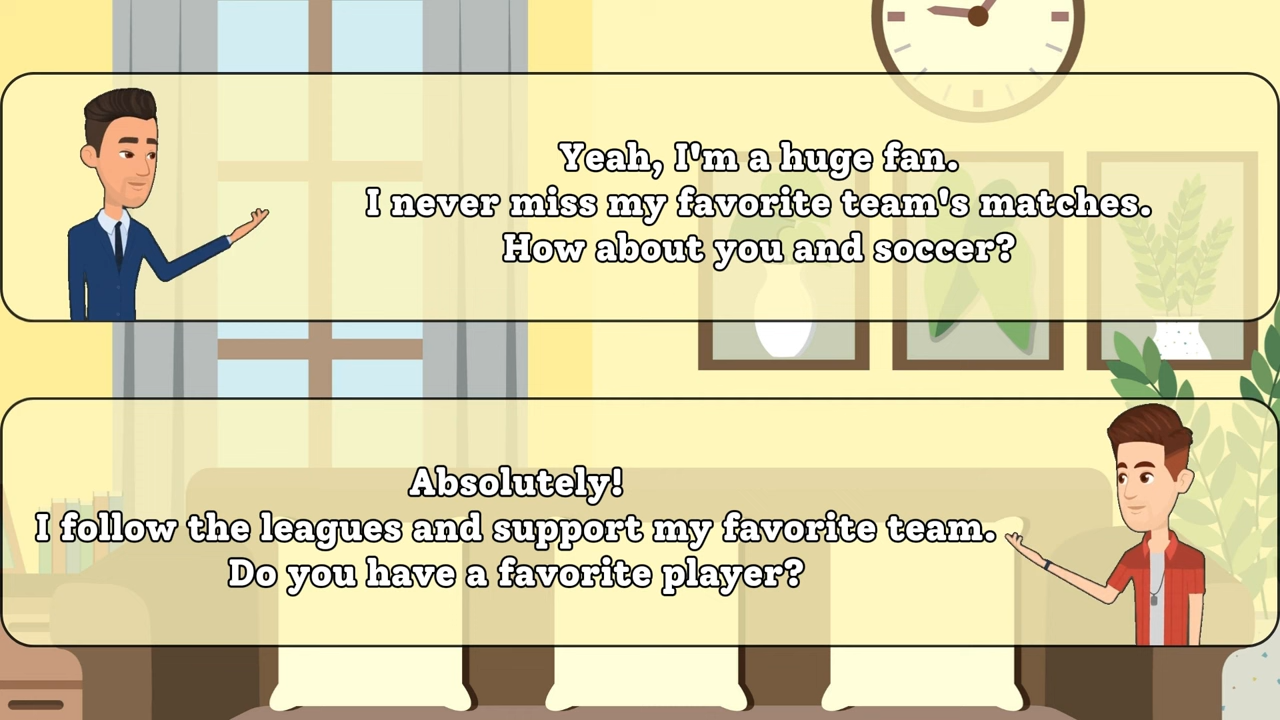 Yeah, I'm a huge fan.
I never miss my favorite team's matches.
How about you and soccer?
Absolutely!
I follow the leagues and support my favorite team.
Do you have a favorite player?